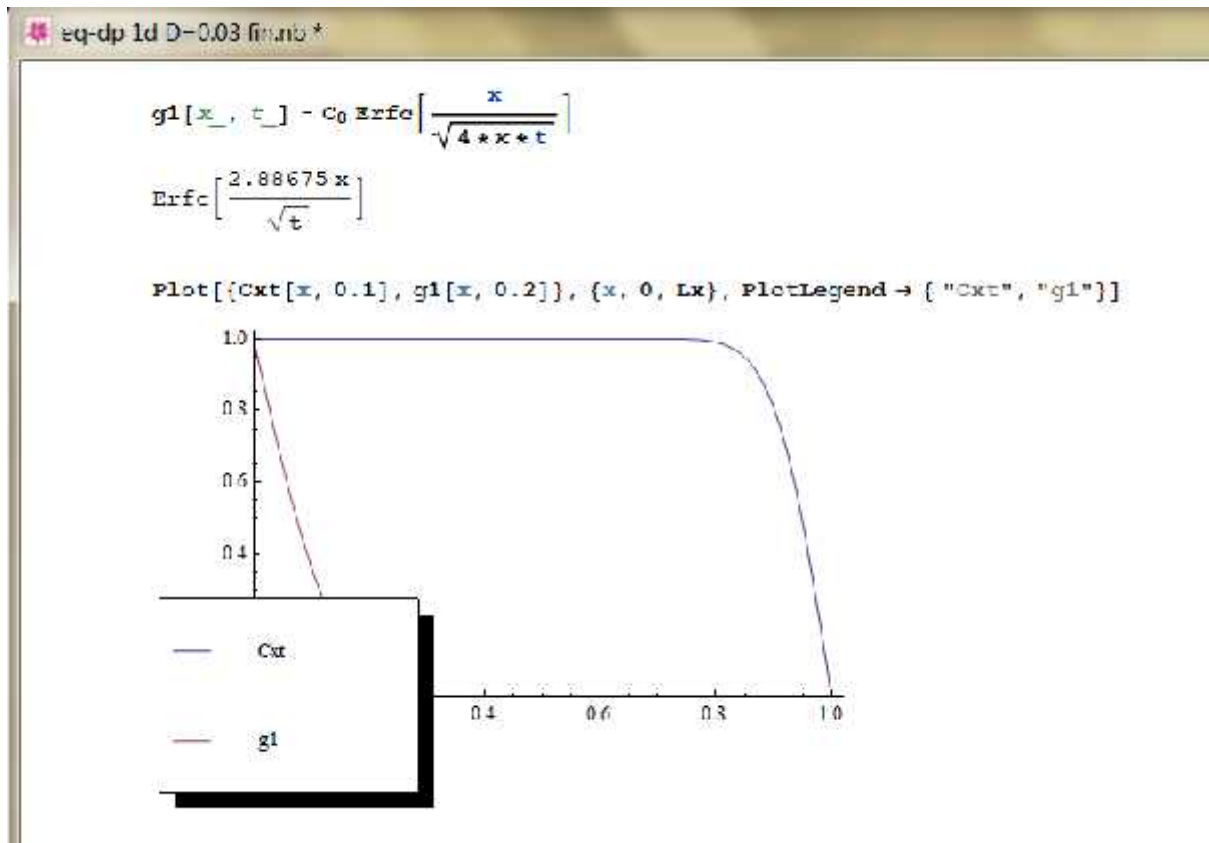 eq-dp 1d D=0.03 fin.nb *
g1[x_, t_] = C₀ Erfc[x / √(4 * κ * t)]
Erfc[2.88675 x / √t]
Plot[{Cxt[x, 0.1], g1[x, 0.2]}, {x, 0, Lx}, PlotLegend → {"Cxt", "g1"}]
1.0
0.8
0.6
0.4
Cxt
g1
0.4 0.6 0.8 1.0